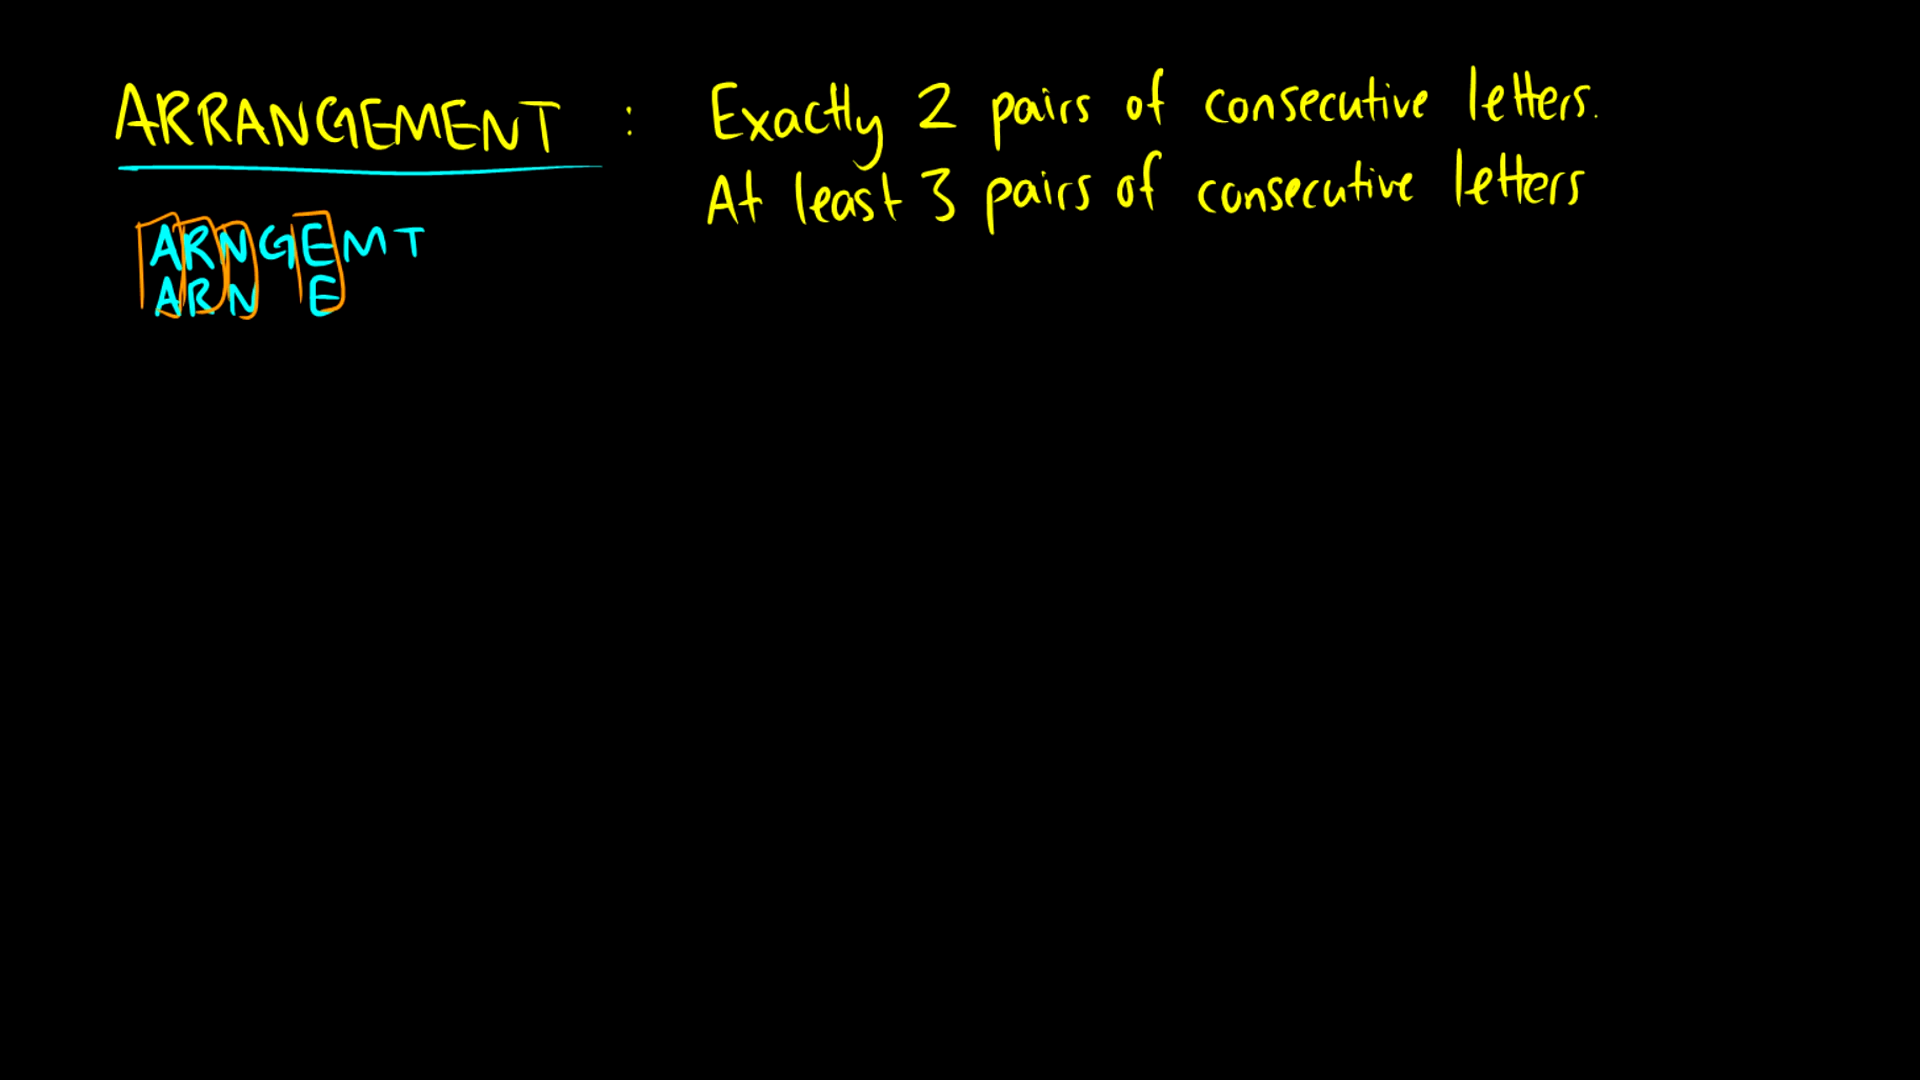 ARRANGEMENT : Exactly 2 pairs of consecutive letters.
At least 3 pairs of consecutive letters
ARNGEMT
ARN E